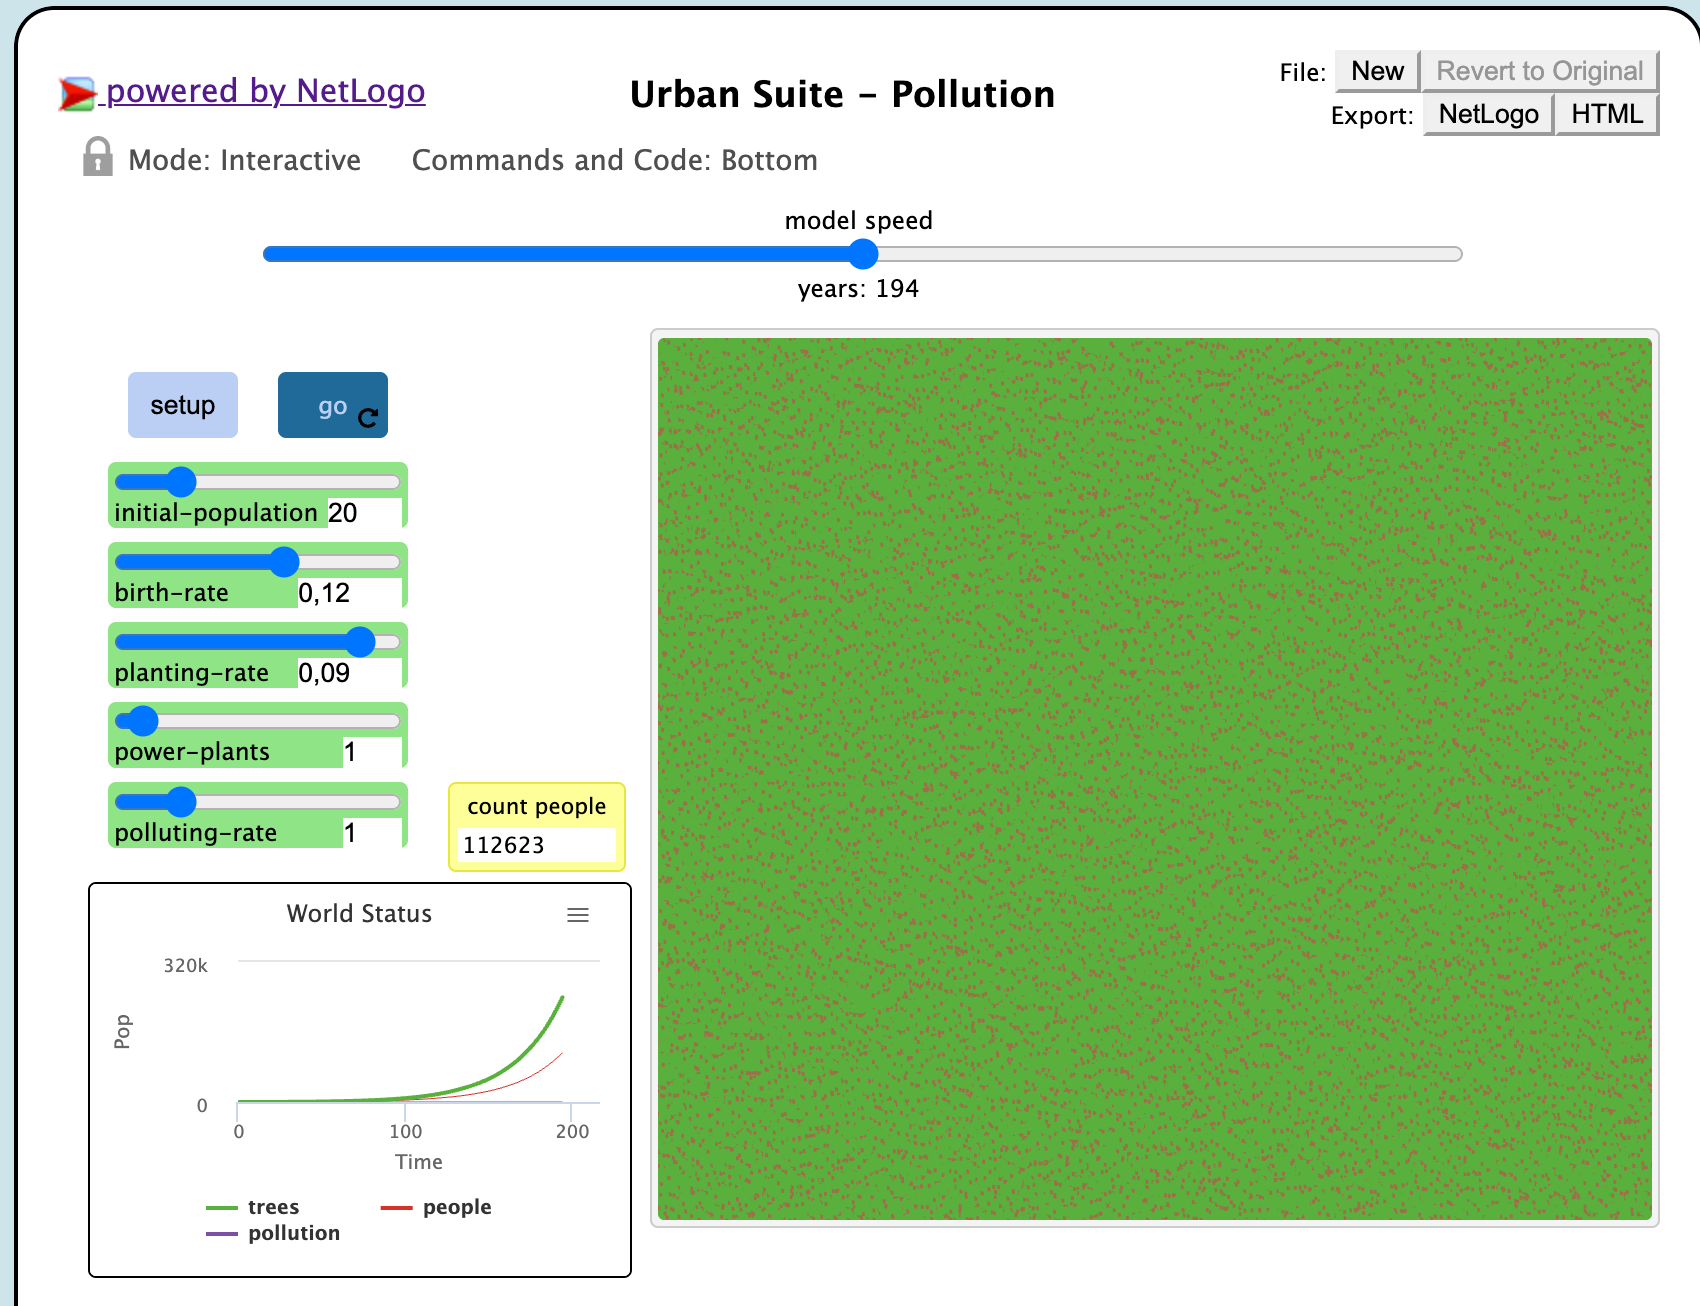 powered by NetLogo
Urban Suite - Pollution
File: New Revert to Original
Export: NetLogo HTML
Mode: Interactive Commands and Code: Bottom
model speed
years: 194
setup go
initial-population 20
birth-rate 0,12
planting-rate 0,09
power-plants 1
polluting-rate 1
count people
112623
World Status
320k
Pop
0
0 100 200
Time
trees people
pollution